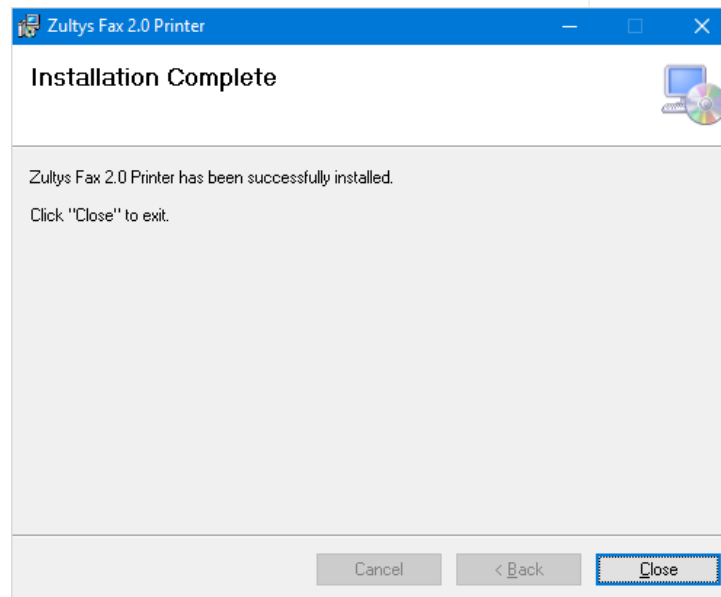 Zultys Fax 2.0 Printer
Installation Complete
Zultys Fax 2.0 Printer has been successfully installed.
Click "Close" to exit.
Cancel
< Back
Close